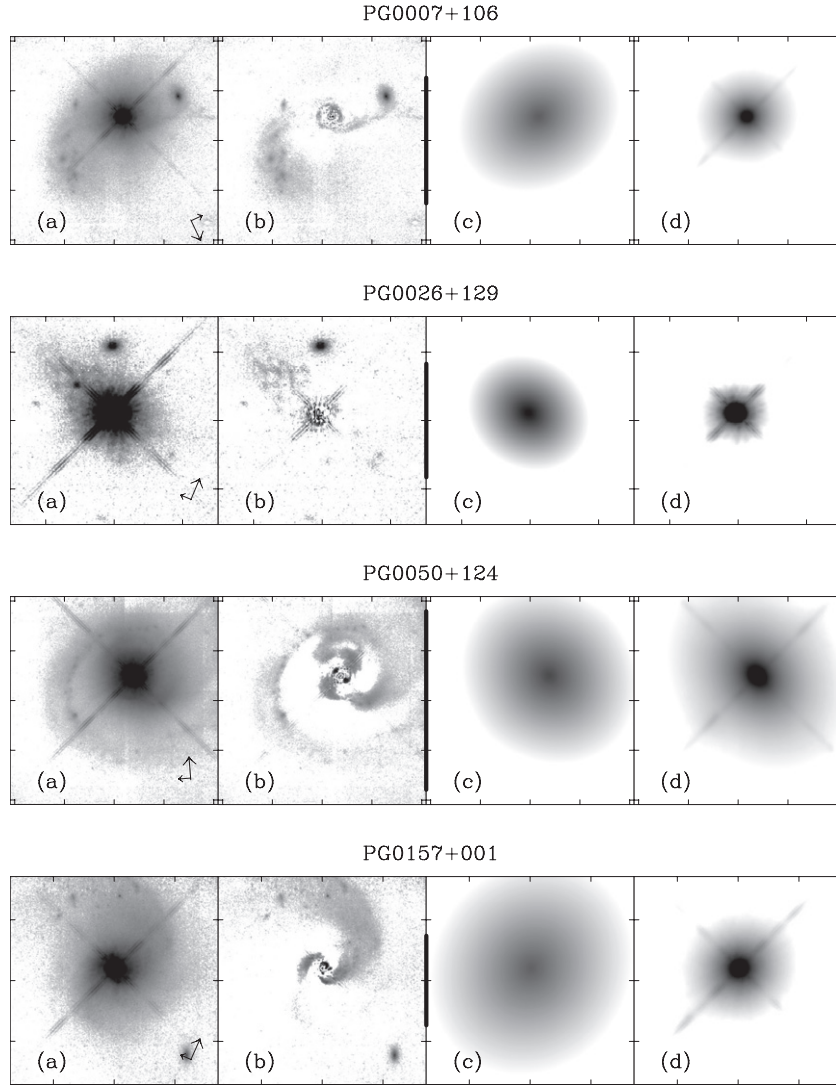 PG0007+106
(a) (b) (c) (d)
PG0026+129
(a) (b) (c) (d)
PG0050+124
(a) (b) (c) (d)
PG0157+001
(a) (b) (c) (d)